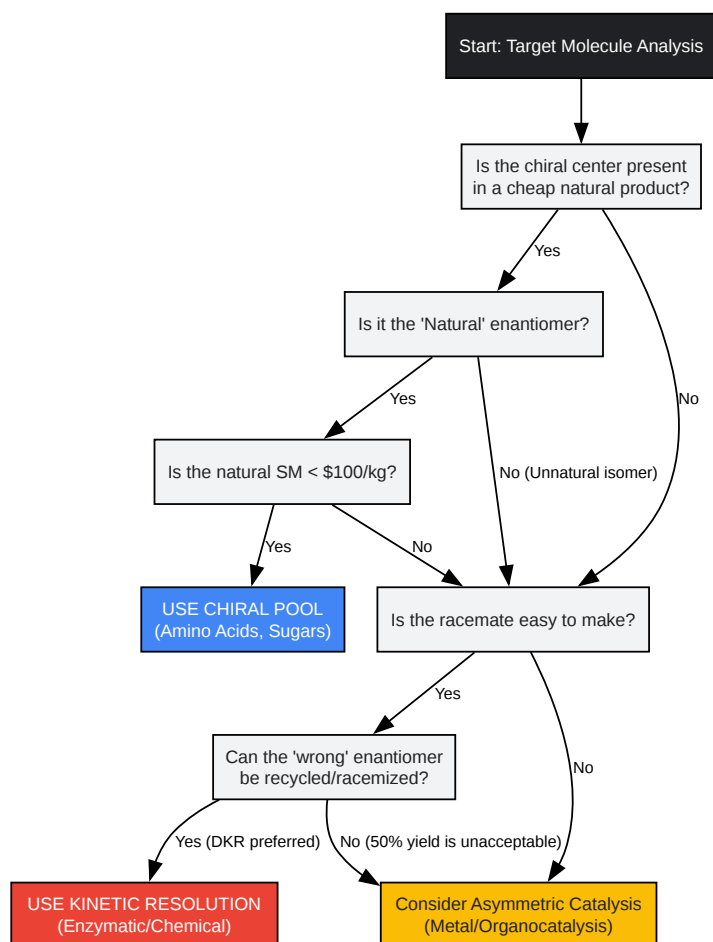 Start: Target Molecule Analysis
Is the chiral center present
in a cheap natural product?
Yes
Is it the 'Natural' enantiomer?
Yes
No
Is the natural SM < $100/kg?
No (Unnatural isomer)
Yes
No
USE CHIRAL POOL
(Amino Acids, Sugars)
Is the racemate easy to make?
Yes
Can the 'wrong' enantiomer
be recycled/racemized?
No
Yes (DKR preferred)
No (50% yield is unacceptable)
USE KINETIC RESOLUTION
(Enzymatic/Chemical)
Consider Asymmetric Catalysis
(Metal/Organocatalysis)